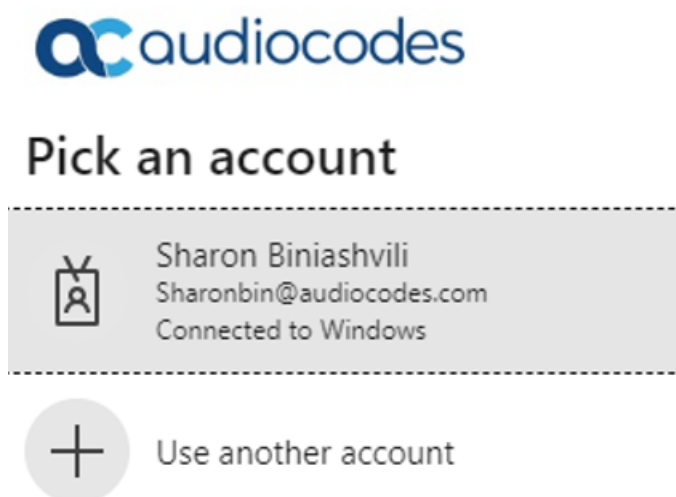 audiocodes
Pick an account
Sharon Biniashvili
Sharonbin@audiocodes.com
Connected to Windows
Use another account